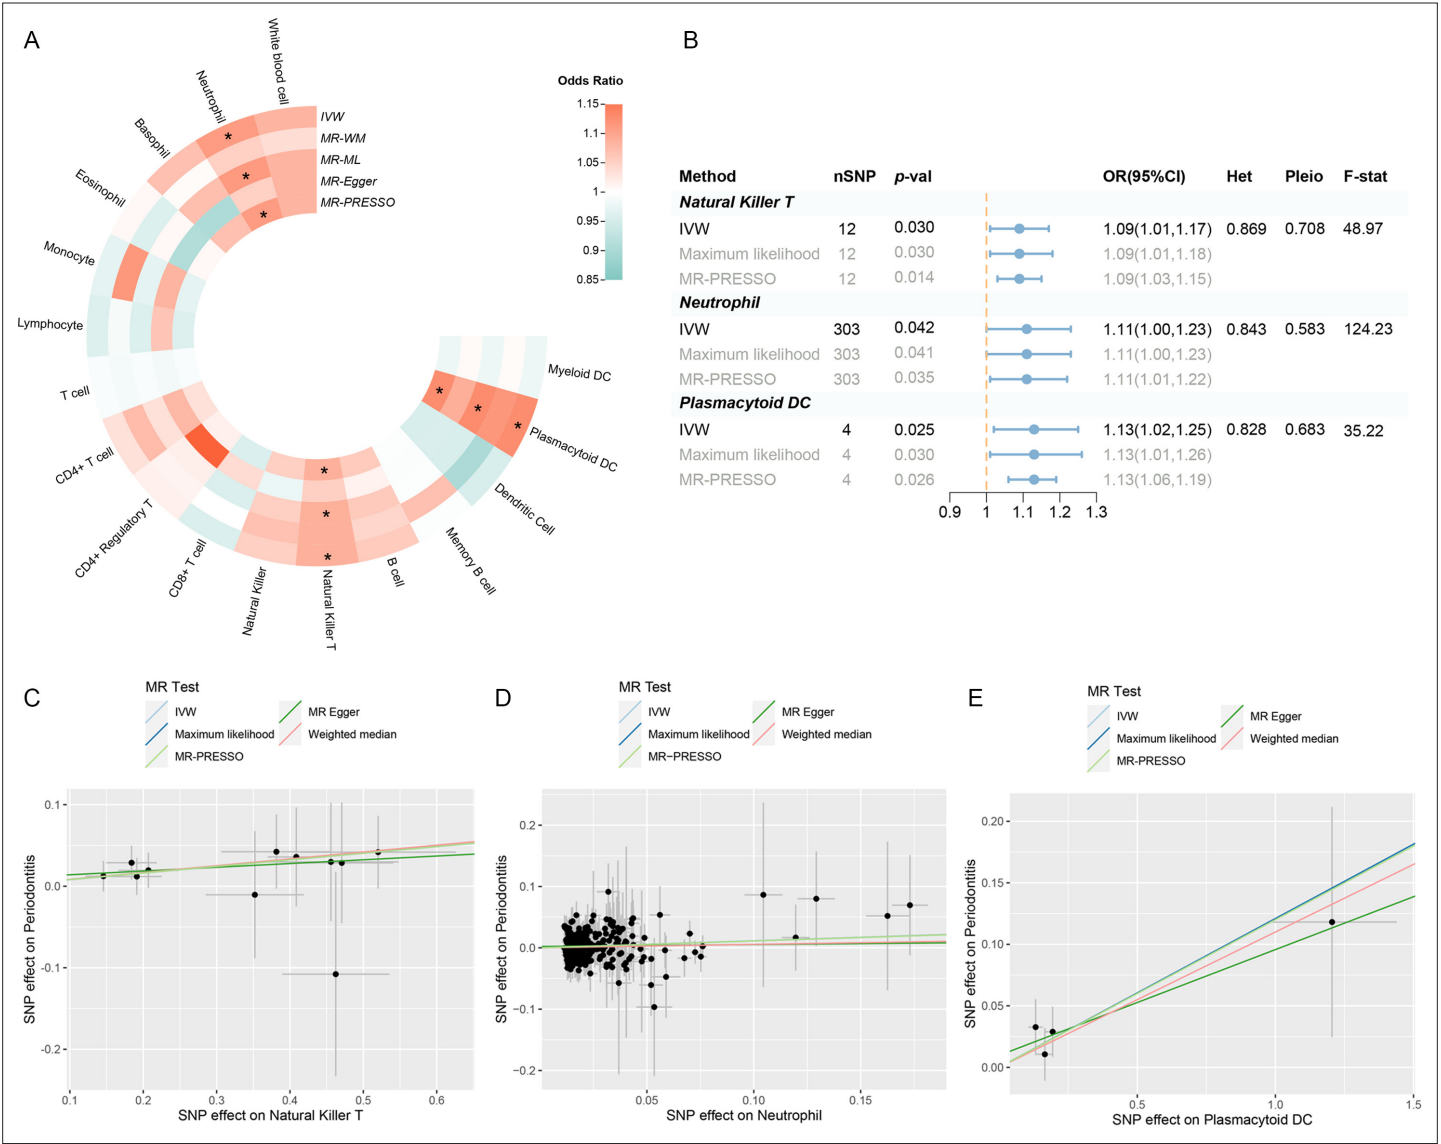 A
White blood cell
Neutrophil
Basophil
Eosinophil
Monocyte
Lymphocyte
T cell
CD4+ T cell
CD4+ Regulatory T
CD8+ T cell
Natural Killer
Natural Killer T
B cell
Memory B cell
Dendritic Cell
Plasmacytoid DC
Myeloid DC
IVW
MR-WM
MR-ML
MR-Egger
MR-PRESSO
* * * * * * * * *
Odds Ratio
1.15
1.1
1.05
1
0.95
0.9
0.85
B
Method nSNP p-val OR(95%CI) Het Pleio F-stat
Natural Killer T
IVW 12 0.030 1.09(1.01,1.17) 0.869 0.708 48.97
Maximum likelihood 12 0.030 1.09(1.01,1.18)
MR-PRESSO 12 0.014 1.09(1.03,1.15)
Neutrophil
IVW 303 0.042 1.11(1.00,1.23) 0.843 0.583 124.23
Maximum likelihood 303 0.041 1.11(1.00,1.23)
MR-PRESSO 303 0.035 1.11(1.01,1.22)
Plasmacytoid DC
IVW 4 0.025 1.13(1.02,1.25) 0.828 0.683 35.22
Maximum likelihood 4 0.030 1.13(1.01,1.26)
MR-PRESSO 4 0.026 1.13(1.06,1.19)
0.9 1 1.1 1.2 1.3
C
MR Test
IVW MR Egger
Maximum likelihood Weighted median
MR-PRESSO
SNP effect on Periodontitis
0.1
0.0
-0.1
-0.2
0.1 0.2 0.3 0.4 0.5 0.6
SNP effect on Natural Killer T
D
MR Test
IVW MR Egger
Maximum likelihood Weighted median
MR−PRESSO
SNP effect on Periodontitis
0.2
0.1
0.0
−0.1
−0.2
0.05 0.10 0.15
SNP effect on Neutrophil
E
MR Test
IVW MR Egger
Maximum likelihood Weighted median
MR-PRESSO
SNP effect on Periodontitis
0.20
0.15
0.10
0.05
0.00
0.5 1.0 1.5
SNP effect on Plasmacytoid DC